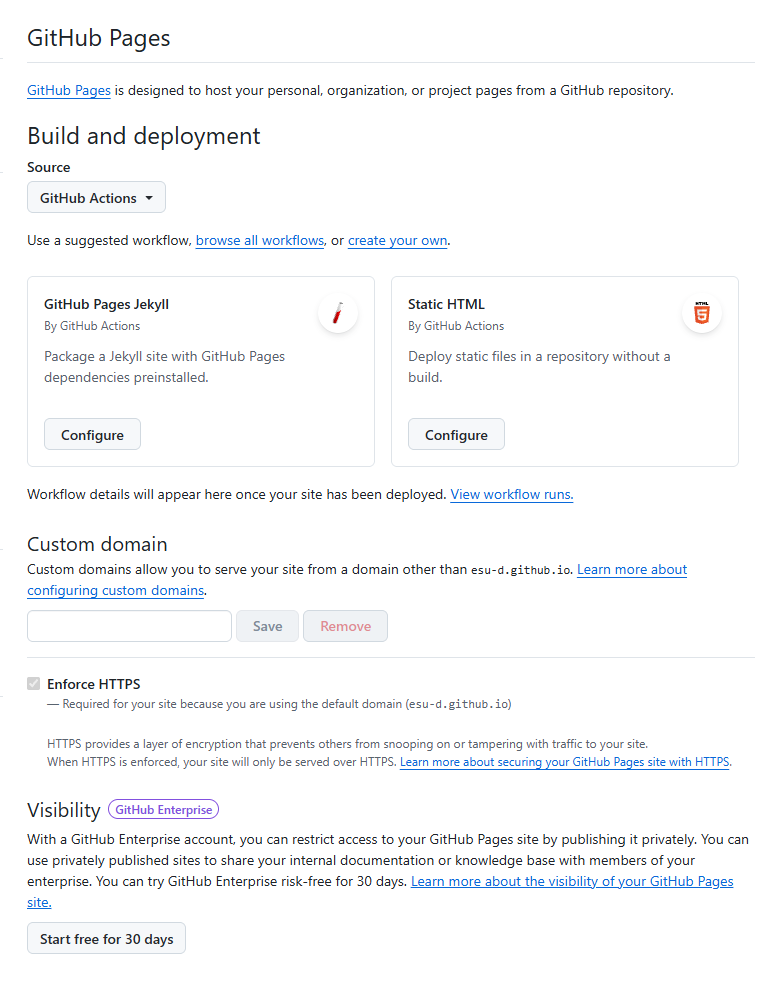 GitHub Pages
GitHub Pages is designed to host your personal, organization, or project pages from a GitHub repository.
Build and deployment
Source
GitHub Actions
Use a suggested workflow, browse all workflows, or create your own.
GitHub Pages Jekyll
By GitHub Actions
Package a Jekyll site with GitHub Pages
dependencies preinstalled.
Configure
Static HTML
HTML
5
By GitHub Actions
Deploy static files in a repository without a
build.
Configure
Workflow details will appear here once your site has been deployed. View workflow runs.
Custom domain
Custom domains allow you to serve your site from a domain other than esu-d.github.io. Learn more about
configuring custom domains.
Save
Remove
Enforce HTTPS
— Required for your site because you are using the default domain (esu-d.github.io)
HTTPS provides a layer of encryption that prevents others from snooping on or tampering with traffic to your site.
When HTTPS is enforced, your site will only be served over HTTPS. Learn more about securing your GitHub Pages site with HTTPS.
Visibility GitHub Enterprise
With a GitHub Enterprise account, you can restrict access to your GitHub Pages site by publishing it privately. You can
use privately published sites to share your internal documentation or knowledge base with members of your
enterprise. You can try GitHub Enterprise risk-free for 30 days. Learn more about the visibility of your GitHub Pages
site.
Start free for 30 days